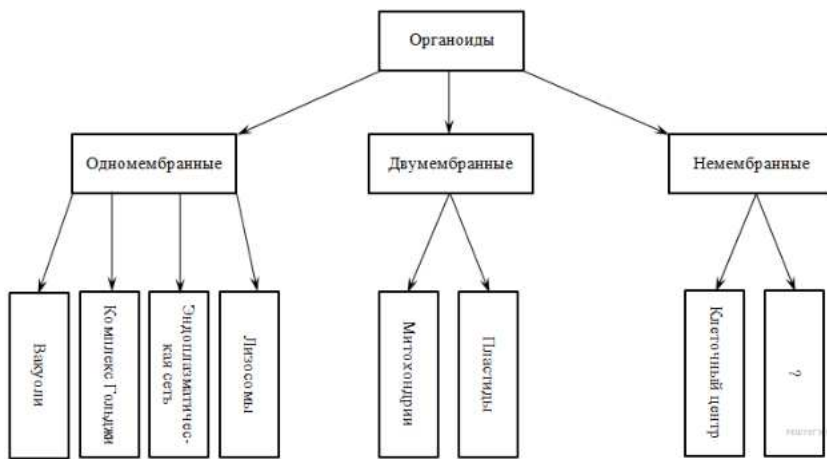 Органоиды
Одномембранные
Двумембранные
Немембранные
Вакуоли
Комплекс Гольджи
Эндоплазматичес-
кая сеть
Лизосомы
Митохондрии
Пластиды
Клеточный центр
?